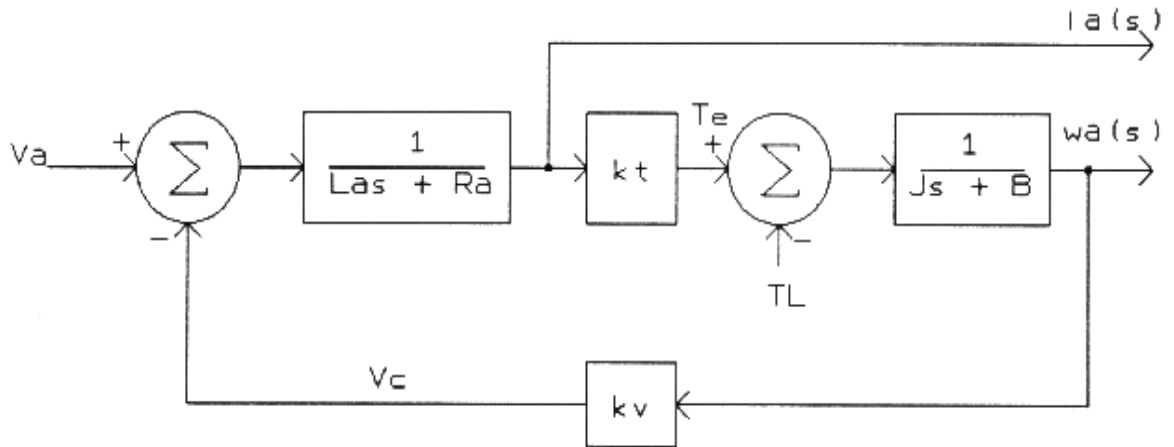 Ia(s)
Va
+
−
Σ
1
Las + Ra
kt
Te
+
Σ
−
TL
1
Js + B
wa(s)
Vc
kv